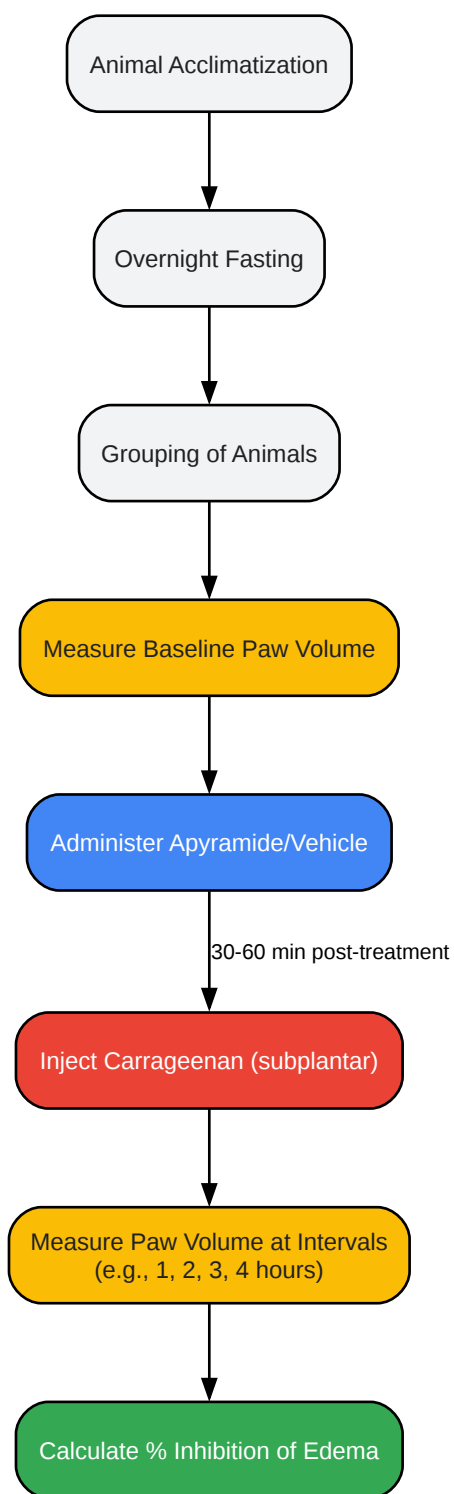 Animal Acclimatization
Overnight Fasting
Grouping of Animals
Measure Baseline Paw Volume
Administer Apyramide/Vehicle
30-60 min post-treatment
Inject Carrageenan (subplantar)
Measure Paw Volume at Intervals
(e.g., 1, 2, 3, 4 hours)
Calculate % Inhibition of Edema